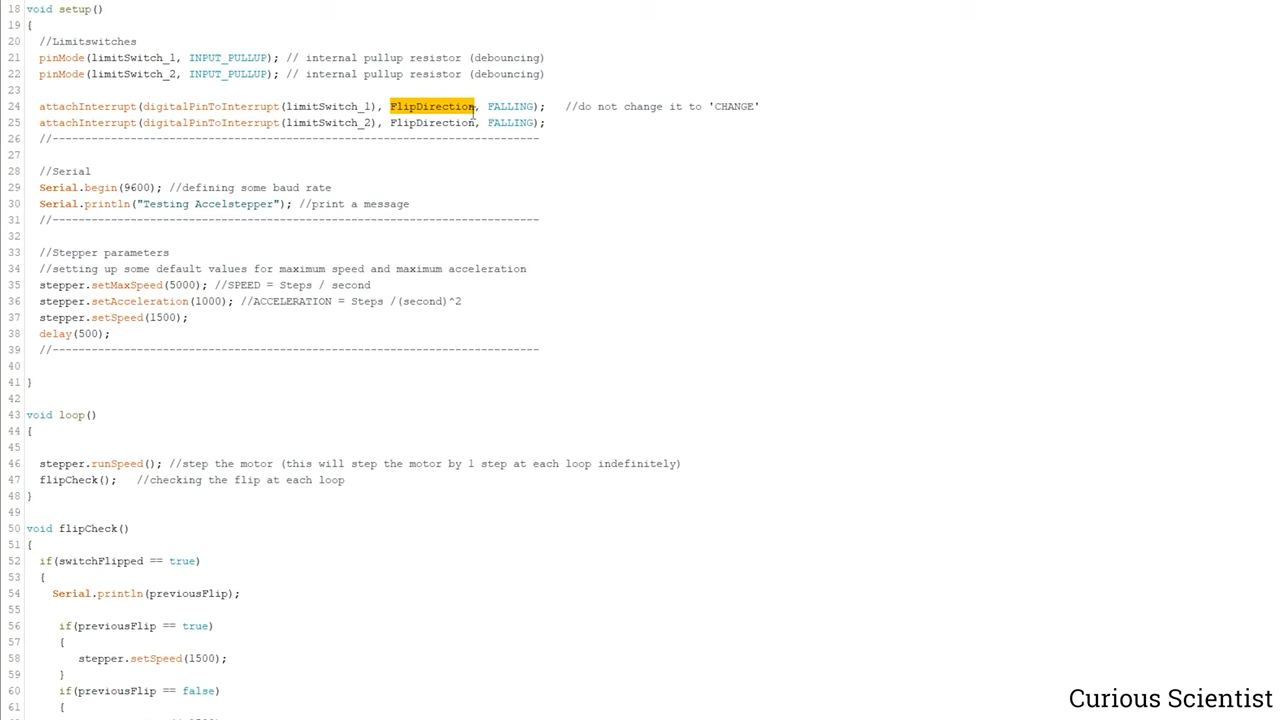 18 void setup()
19 {
20 //Limitswitches
21 pinMode(limitSwitch_1, INPUT_PULLUP); // internal pullup resistor (debouncing)
22 pinMode(limitSwitch_2, INPUT_PULLUP); // internal pullup resistor (debouncing)
23
24 attachInterrupt(digitalPinToInterrupt(limitSwitch_1), FlipDirection, FALLING); //do not change it to 'CHANGE'
25 attachInterrupt(digitalPinToInterrupt(limitSwitch_2), FlipDirection, FALLING);
26 //---------------------------------------------------------------------------
27
28 //Serial
29 Serial.begin(9600); //defining some baud rate
30 Serial.println("Testing Accelstepper"); //print a message
31 //---------------------------------------------------------------------------
32
33 //Stepper parameters
34 //setting up some default values for maximum speed and maximum acceleration
35 stepper.setMaxSpeed(5000); //SPEED = Steps / second
36 stepper.setAcceleration(1000); //ACCELERATION = Steps /(second)^2
37 stepper.setSpeed(1500);
38 delay(500);
39 //---------------------------------------------------------------------------
40
41 }
42
43 void loop()
44 {
45
46 stepper.runSpeed(); //step the motor (this will step the motor by 1 step at each loop indefinitely)
47 flipCheck(); //checking the flip at each loop
48 }
49
50 void flipCheck()
51 {
52 if(switchFlipped == true)
53 {
54 Serial.println(previousFlip);
55
56 if(previousFlip == true)
57 {
58 stepper.setSpeed(1500);
59 }
60 if(previousFlip == false)
61 {
Curious Scientist